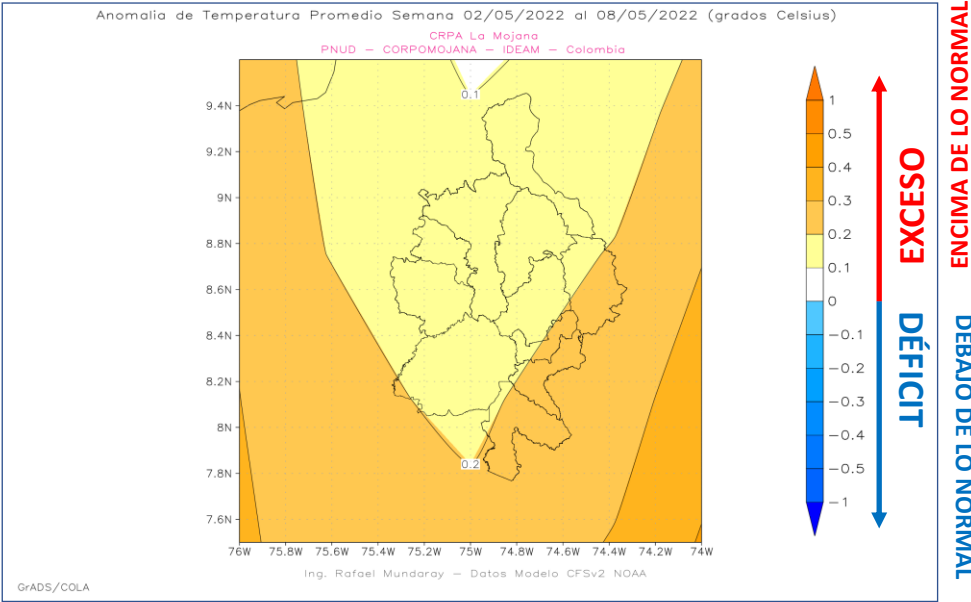 Anomalia de Temperatura Promedio Semana 02/05/2022 al 08/05/2022 (grados Celsius)
CRPA La Mojana
PNUD – CORPOMOJANA – IDEAM – Colombia
9.4N
9.2N
9N
8.8N
8.6N
8.4N
8.2N
8N
7.8N
7.6N
76W
75.8W
75.6W
75.4W
75.2W
75W
74.8W
74.6W
74.4W
74.2W
74W
0.1
0.2
1
0.5
0.4
0.3
0.2
0.1
0
-0.1
-0.2
-0.3
-0.4
-0.5
-1
EXCESO
DÉFICIT
ENCIMA DE LO NORMAL
DEBAJO DE LO NORMAL
Ing. Rafael Mundaray – Datos Modelo CFSv2 NOAA
GrADS/COLA